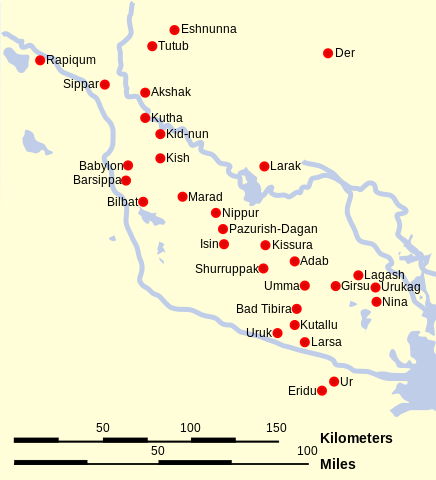 Eshnunna
Tutub
Der
Rapiqum
Sippar
Akshak
Kutha
Kid-nun
Kish
Babylon
Larak
Barsippa
Marad
Bilbat
Nippur
Pazurish-Dagan
Isin
Kissura
Adab
Shurruppak
Lagash
Umma
Girsu
Urukag
Nina
Bad Tibira
Kutallu
Uruk
Larsa
Ur
Eridu
50 100 150
Kilometers
50 100
Miles